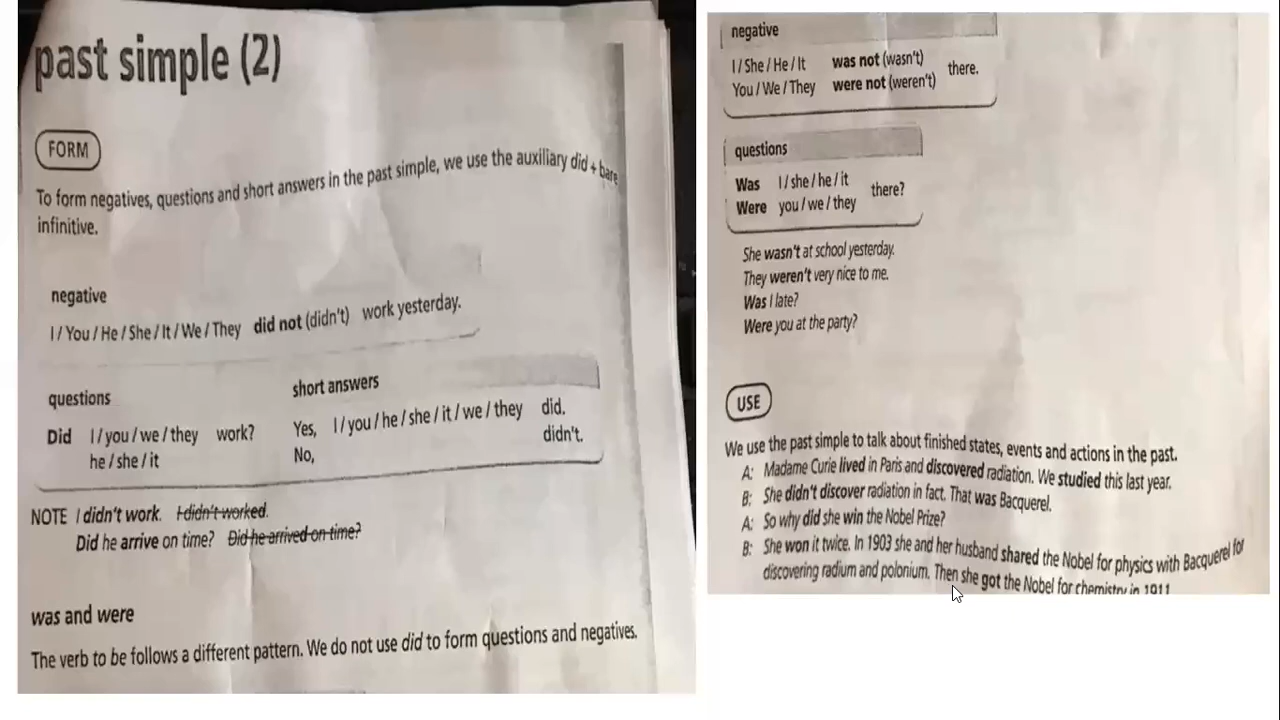 past simple (2)
FORM
To form negatives, questions and short answers in the past simple, we use the auxiliary did + bare
infinitive.
negative
I / You / He / She / It / We / They did not (didn't) work yesterday.
questions short answers
Did I / you / we / they work? Yes, I / you / he / she / it / we / they did.
he / she / it No, didn't.
NOTE I didn't work. I didn't worked.
Did he arrive on time? Did he arrived on time?
was and were
The verb to be follows a different pattern. We do not use did to form questions and negatives.
negative
I / She / He / It was not (wasn't) there.
You / We / They were not (weren't)
questions
Was I / she / he / it there?
Were you / we / they
She wasn't at school yesterday.
They weren't very nice to me.
Was I late?
Were you at the party?
USE
We use the past simple to talk about finished states, events and actions in the past.
A: Madame Curie lived in Paris and discovered radiation. We studied this last year.
B: She didn't discover radiation in fact. That was Bacquerel.
A: So why did she win the Nobel Prize?
B: She won it twice. In 1903 she and her husband shared the Nobel for physics with Bacquerel for
discovering radium and polonium. Then she got the Nobel for chemistry in 1911